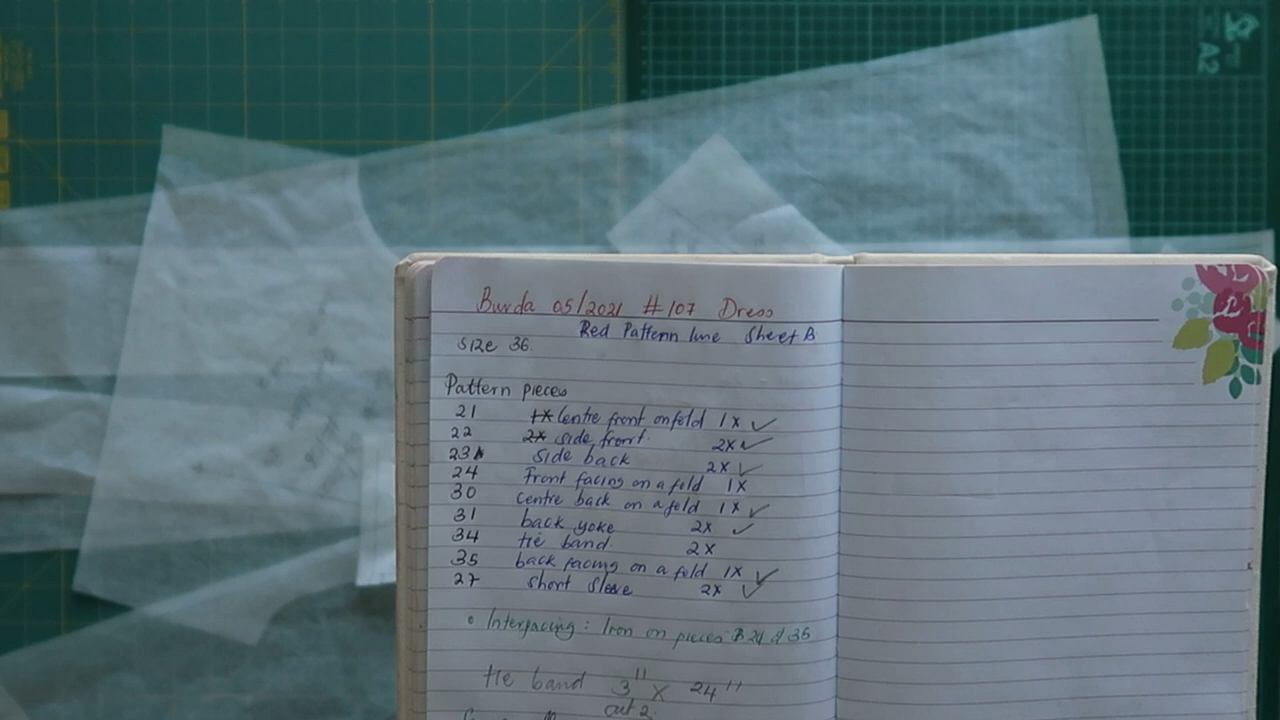 A2
Burda 05/2021 #107 Dress
Red Pattern line Sheet B
Size 36.
Pattern pieces
21 1x Centre front on fold 1x ✓
22 2x side front. 2x ✓
23 side back 2x ✓
24 Front facing on a fold 1x
30 centre back on a fold 1x ✓
31 back yoke 2x ✓
34 tie band. 2x
35 back facing on a fold 1x ✓
27 short sleeve 2x ✓
• Interfacing: Iron on pieces 24 & 35
tie band 3" x 24"
cut 2